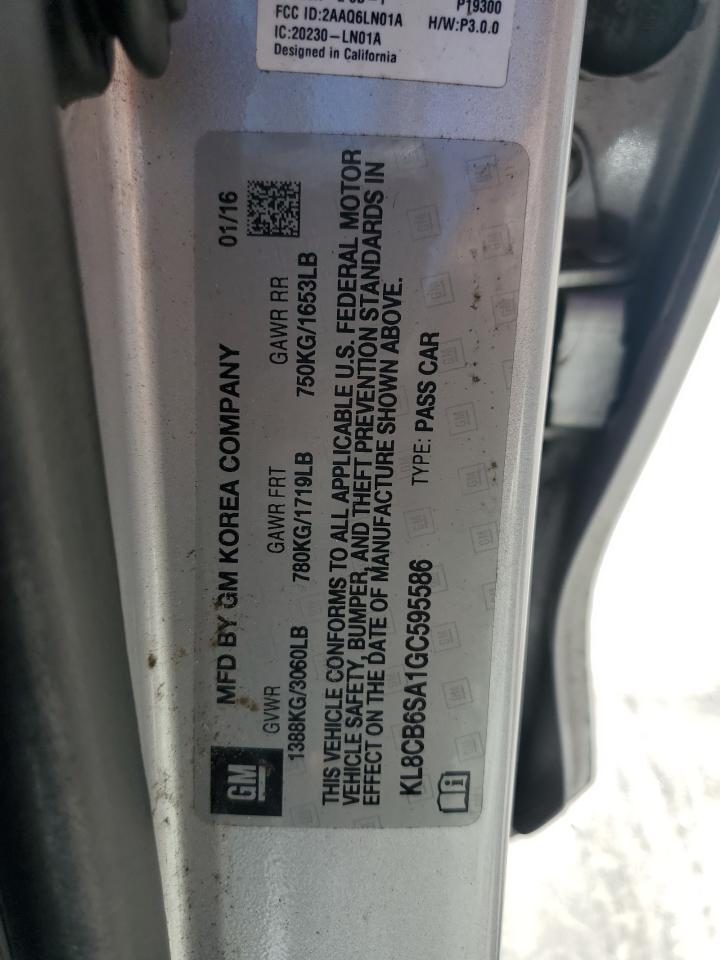 P19300
FCC ID:2AAQ6LN01A H/W:P3.0.0
IC:20230-LN01A
Designed in California
GM
MFD BY GM KOREA COMPANY 01/16
GVWR GAWR FRT GAWR RR
1388KG/3060LB 780KG/1719LB 750KG/1653LB
THIS VEHICLE CONFORMS TO ALL APPLICABLE U.S. FEDERAL MOTOR
VEHICLE SAFETY, BUMPER, AND THEFT PREVENTION STANDARDS IN
EFFECT ON THE DATE OF MANUFACTURE SHOWN ABOVE.
KL8CB6SA1GC595586 TYPE: PASS CAR